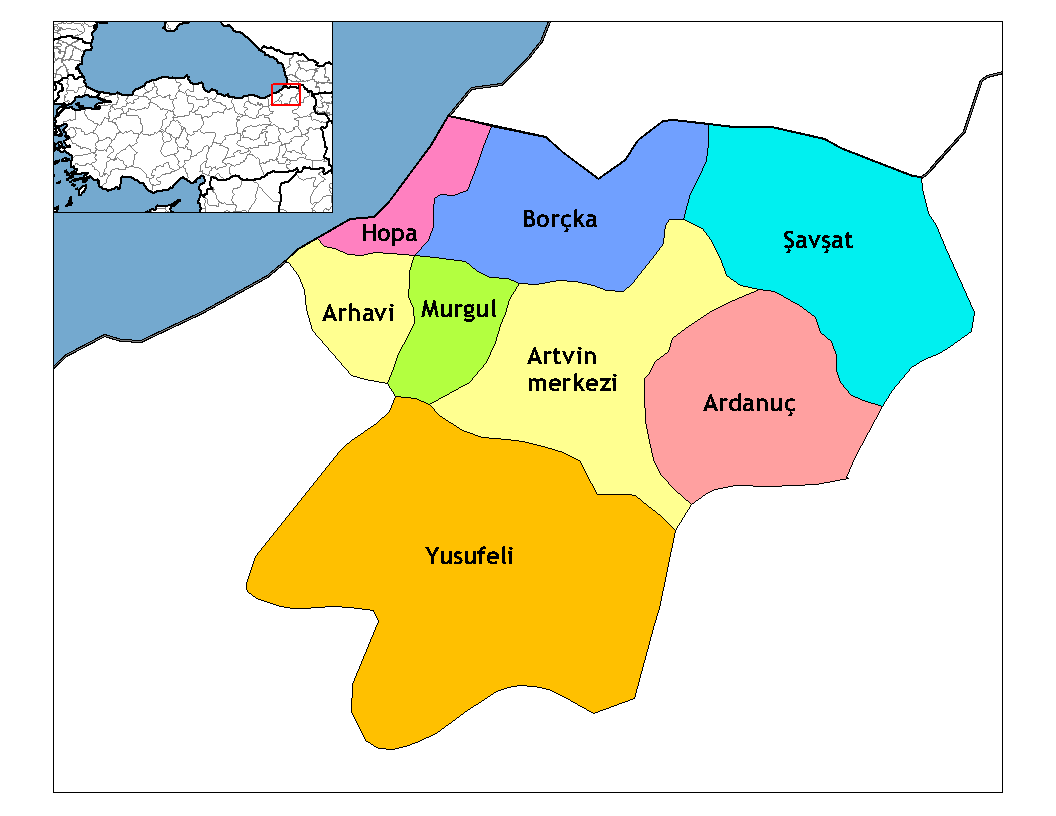 Hopa
Borçka
Şavşat
Arhavi
Murgul
Artvin
merkezi
Ardanuç
Yusufeli